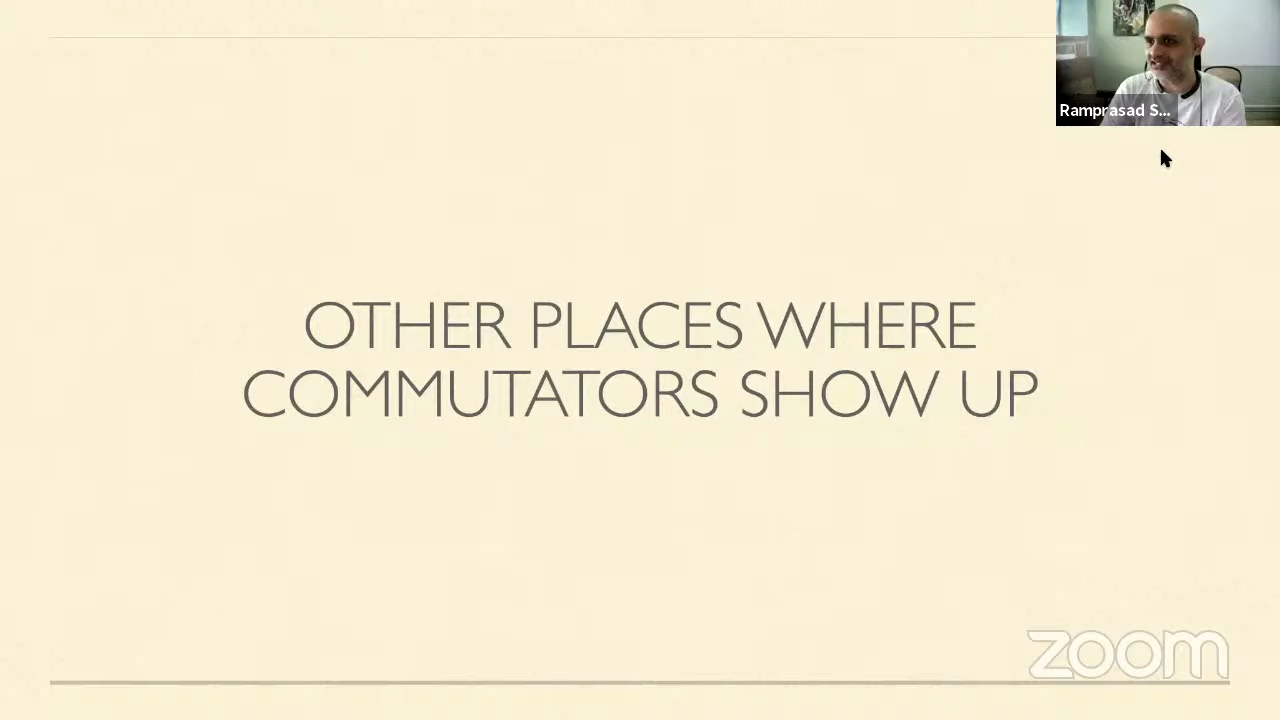 Ramprasad S...
OTHER PLACES WHERE
COMMUTATORS SHOW UP
zoom